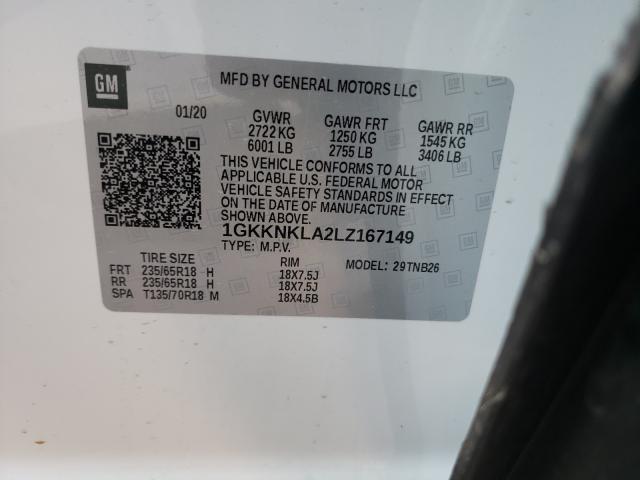 GM
MFD BY GENERAL MOTORS LLC
01/20 GVWR GAWR FRT GAWR RR
2722 KG 1250 KG 1545 KG
6001 LB 2755 LB 3406 LB
THIS VEHICLE CONFORMS TO ALL
APPLICABLE U.S. FEDERAL MOTOR
VEHICLE SAFETY STANDARDS IN EFFECT
ON THE DATE OF MANUFACTURE
SHOWN ABOVE.
1GKKNKLA2LZ167149
TYPE: M.P.V. MODEL: 29TNB26
TIRE SIZE RIM
FRT 235/65R18 H 18X7.5J
RR 235/65R18 H 18X7.5J
SPA T135/70R18 M 18X4.5B